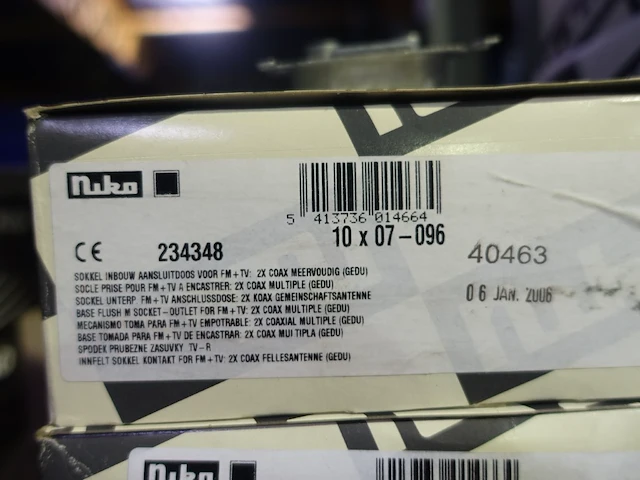 niko
5 413736 014664
10 x 07-096
234348
40463
06 JAN. 2006
SOKKEL INBOUW AANSLUITDOOS VOOR FM+TV: 2X COAX MEERVOUDIG (GEDU)
SOCLE PRISE POUR FM+TV A ENCASTRER: 2X COAX MULTIPLE (GEDU)
SOCKEL UNTERP. FM+TV ANSCHLUSSDOSE: 2X KOAX GEMEINSCHAFTSANTENNE
BASE FLUSH M SOCKET-OUTLET FOR FM+TV: 2X COAX MULTIPLE (GEDU)
MECANISMO TOMA PARA FM+TV EMPOTRABLE: 2X COAXIAL MULTIPLE (GEDU)
BASE TOMADA PARA FM+TV DE ENCASTRAR: 2X COAX MULTIPLA (GEDU)
SPODEK PRUBEZNE ZASUVKY TV-R
INNFELT SOKKEL KONTAKT FOR FM+TV: 2X COAX FELLESANTENNE (GEDU)
niko